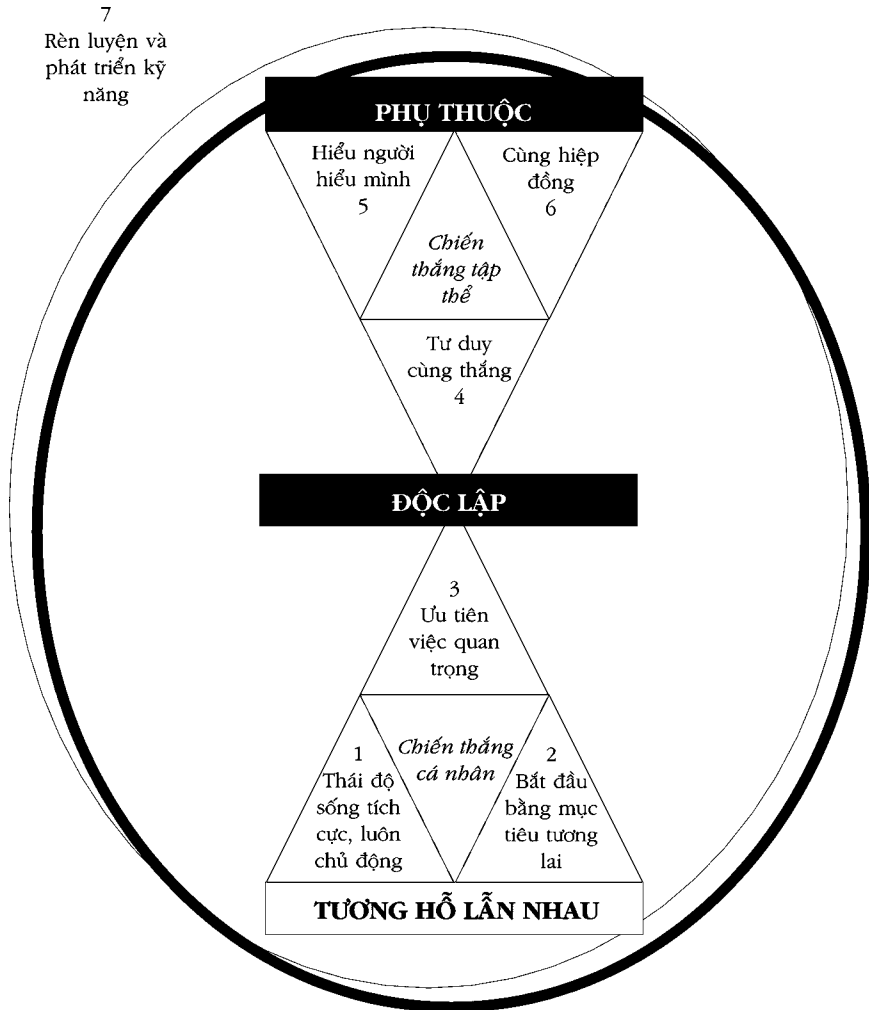 7
Rèn luyện và
phát triển kỹ
năng
PHỤ THUỘC
Hiểu người
hiểu mình
5
Cùng hiệp
đồng
6
Chiến
thắng tập
thể
Tư duy
cùng thắng
4
ĐỘC LẬP
3
Ưu tiên
việc quan
trọng
1
Thái độ
sống tích
cực, luôn
chủ động
Chiến thắng
cá nhân
2
Bắt đầu
bằng mục
tiêu tương
lai
TƯƠNG HỖ LẪN NHAU